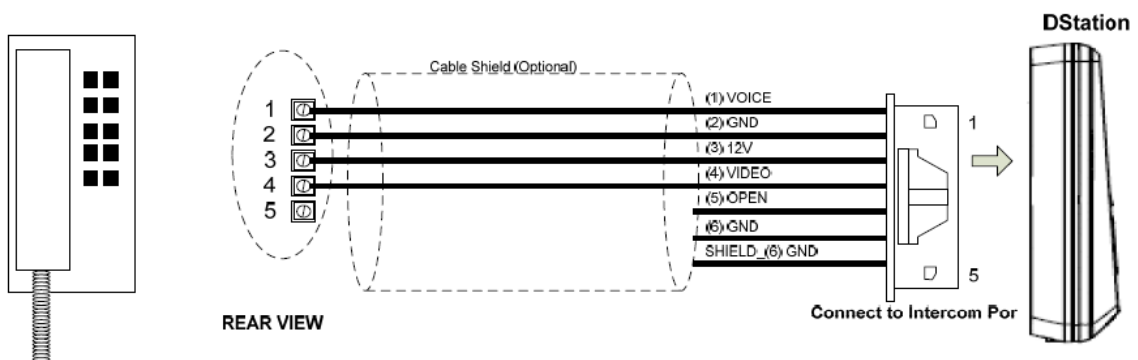 DStation
Cable Shield (Optional)
1
2
3
4
5
(1) VOICE
(2) GND
(3) 12V
(4) VIDEO
(5) OPEN
(6) GND
SHIELD_(6) GND
1
5
REAR VIEW
Connect to Intercom Por